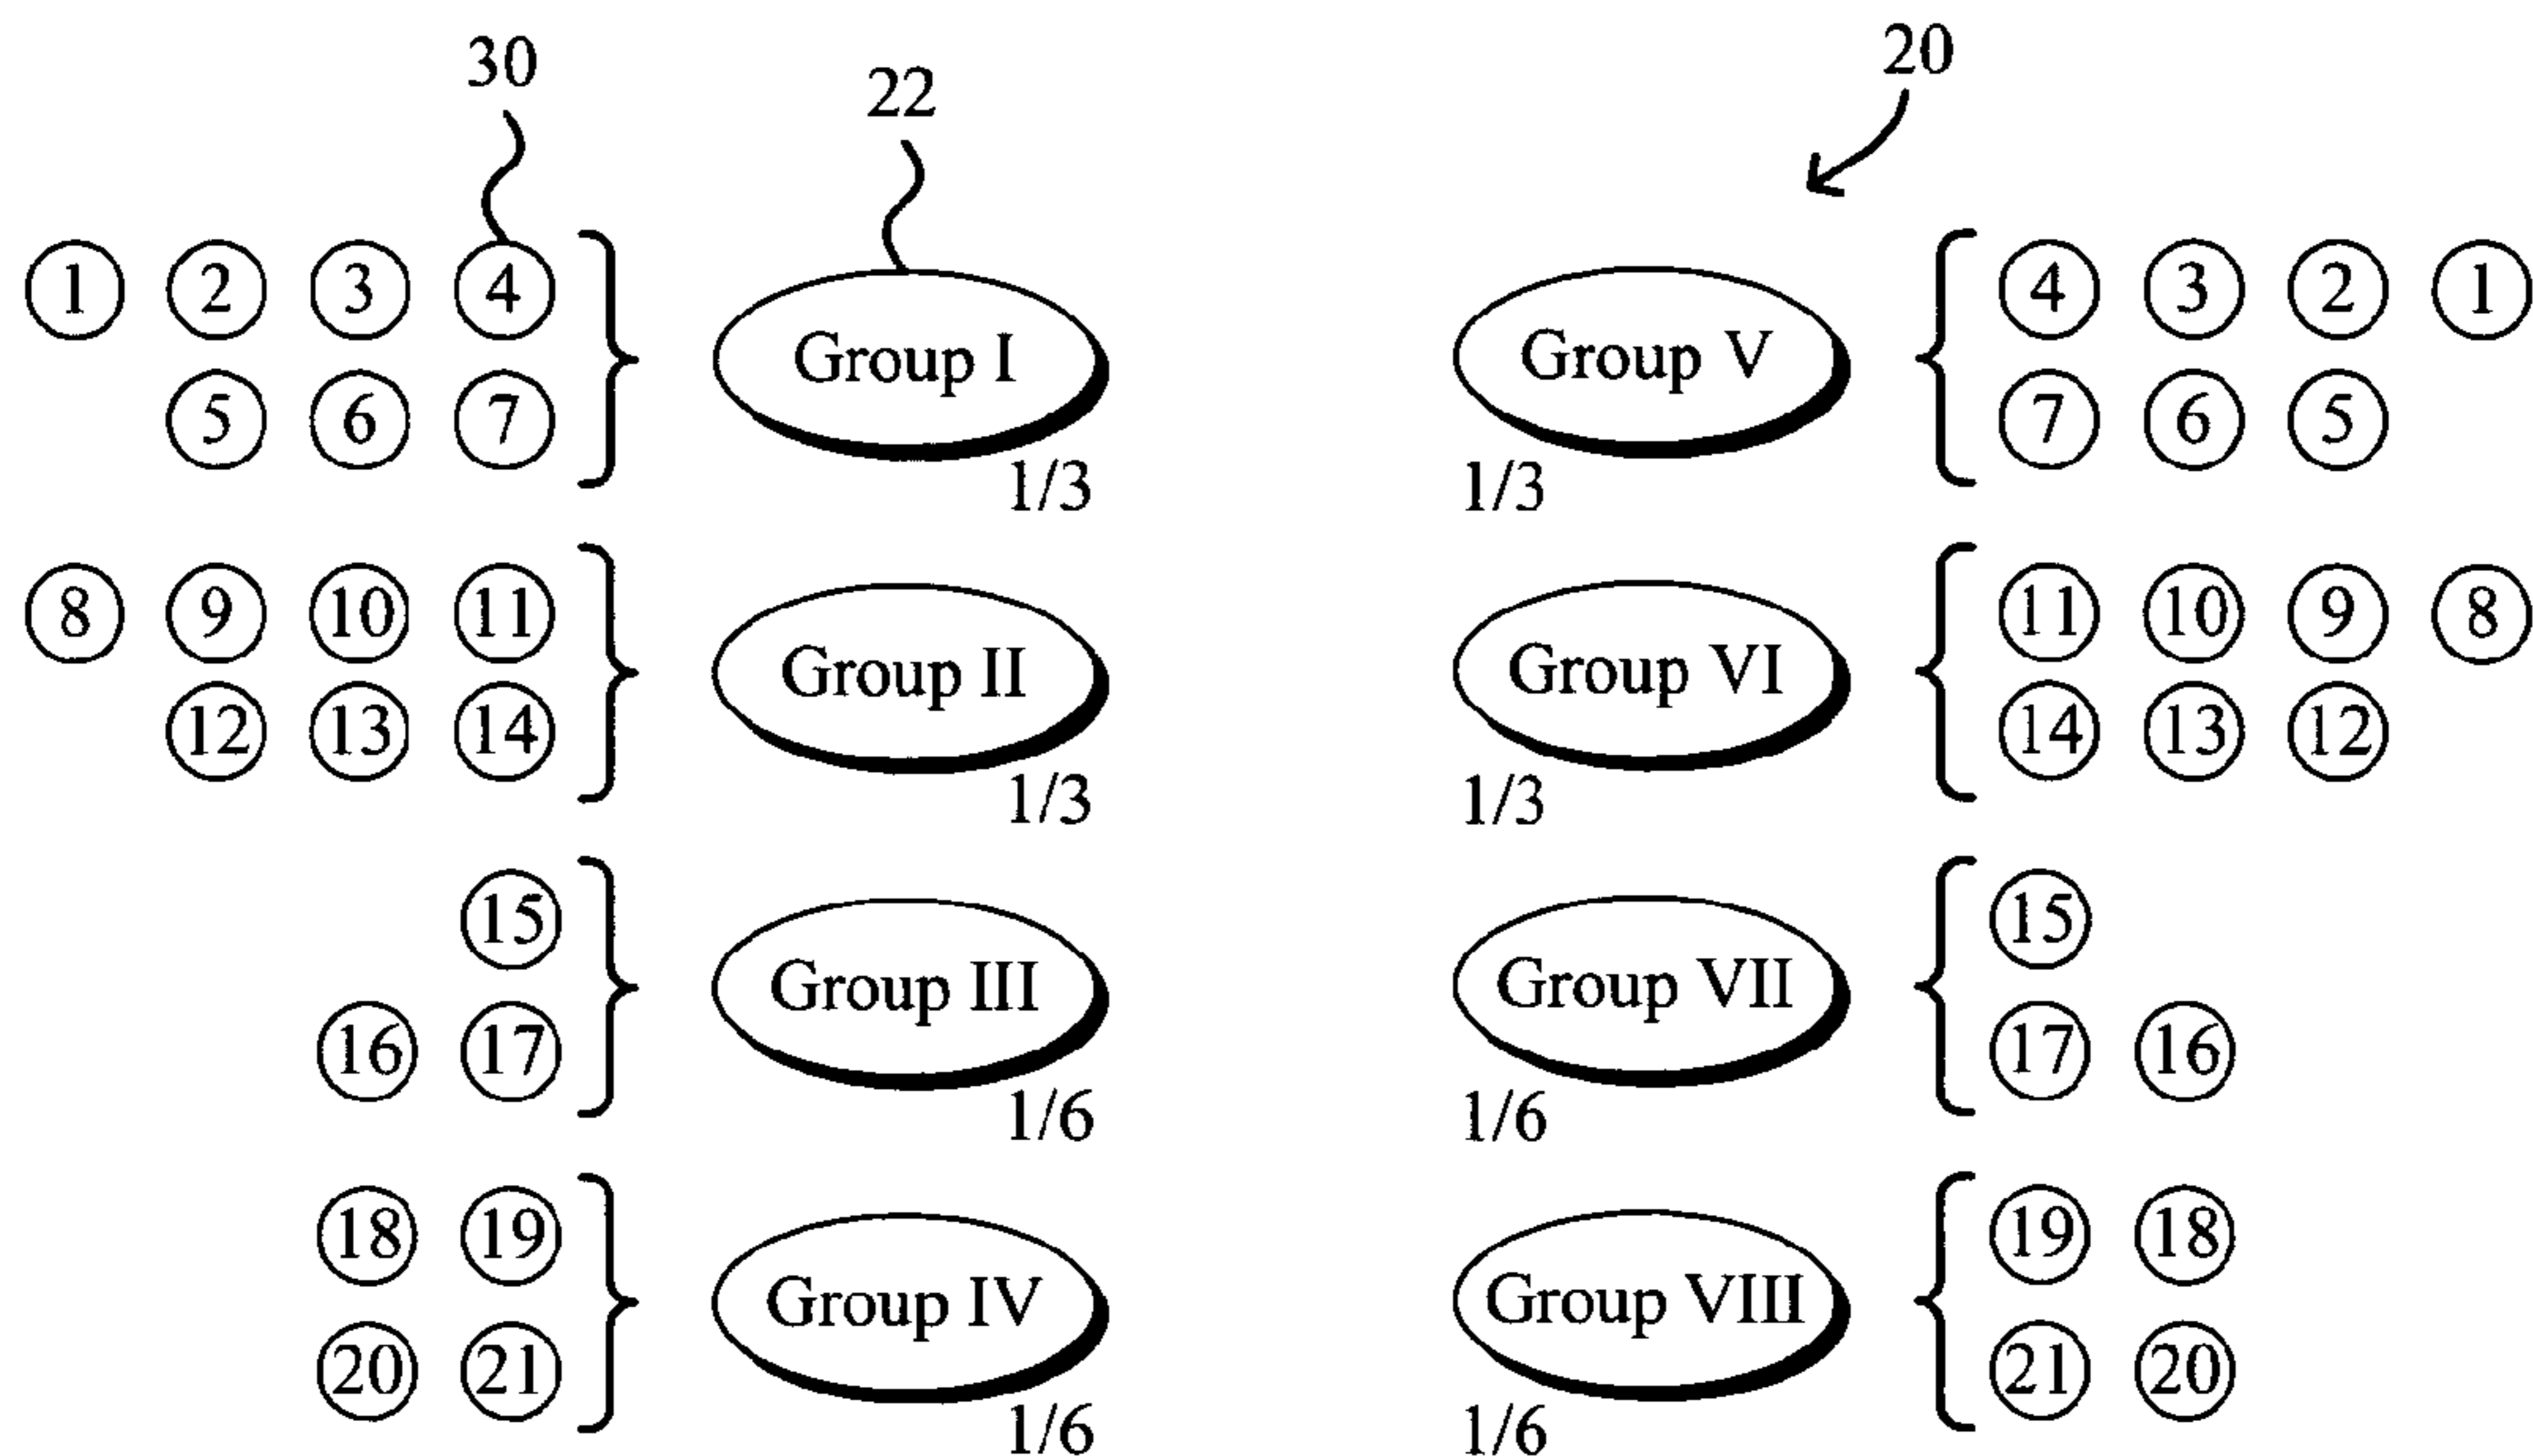 30 22 20
1 2 3 4 Group I 1/3 Group V 1/3 4 3 2 1
5 6 7 7 6 5
8 9 10 11 Group II 1/3 Group VI 1/3 11 10 9 8
12 13 14 14 13 12
15 Group III 1/6 Group VII 1/6 15
16 17 17 16
18 19 Group IV 1/6 Group VIII 1/6 19 18
20 21 21 20